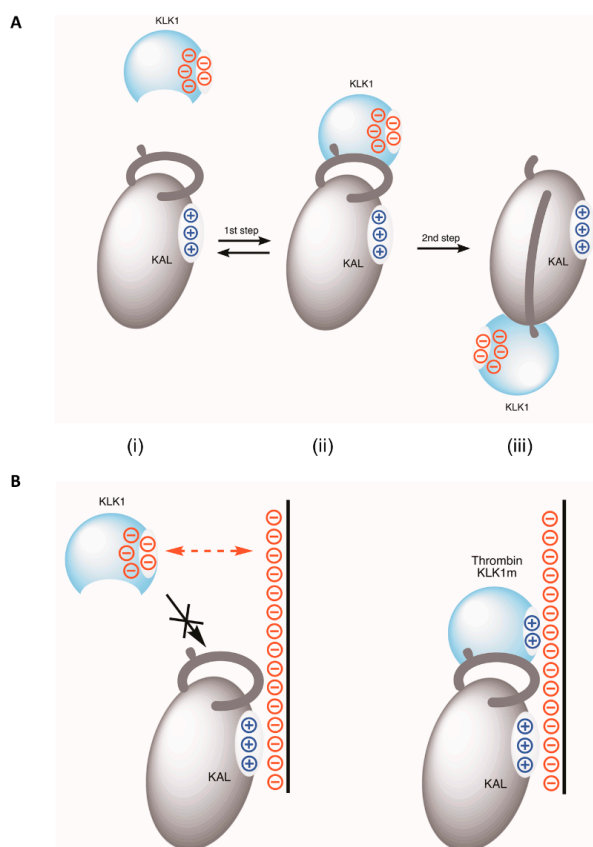 A
KLK1
KLK1
1st step
2nd step
KAL
KAL
KAL
KLK1
(i)
(ii)
(iii)
B
KLK1
Thrombin
KLK1m
KAL
KAL